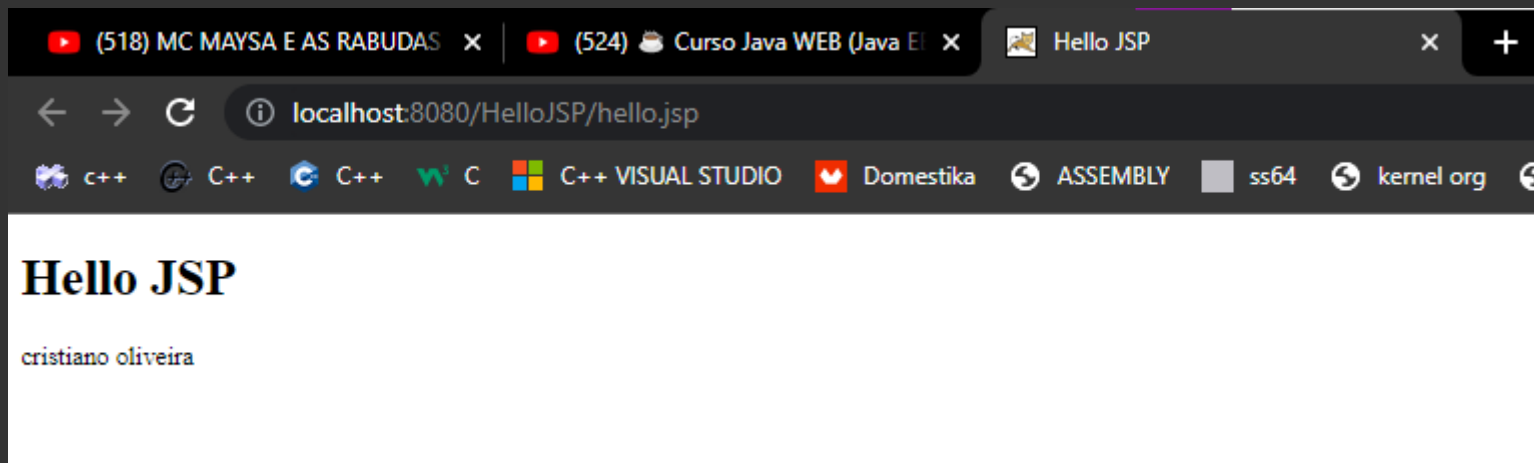 (518) MC MAYSA E AS RABUDAS
(524) ☕ Curso Java WEB (Java EE
Hello JSP
localhost:8080/HelloJSP/hello.jsp
c++ C++ C++ C C++ VISUAL STUDIO Domestika ASSEMBLY ss64 kernel org
Hello JSP
cristiano oliveira